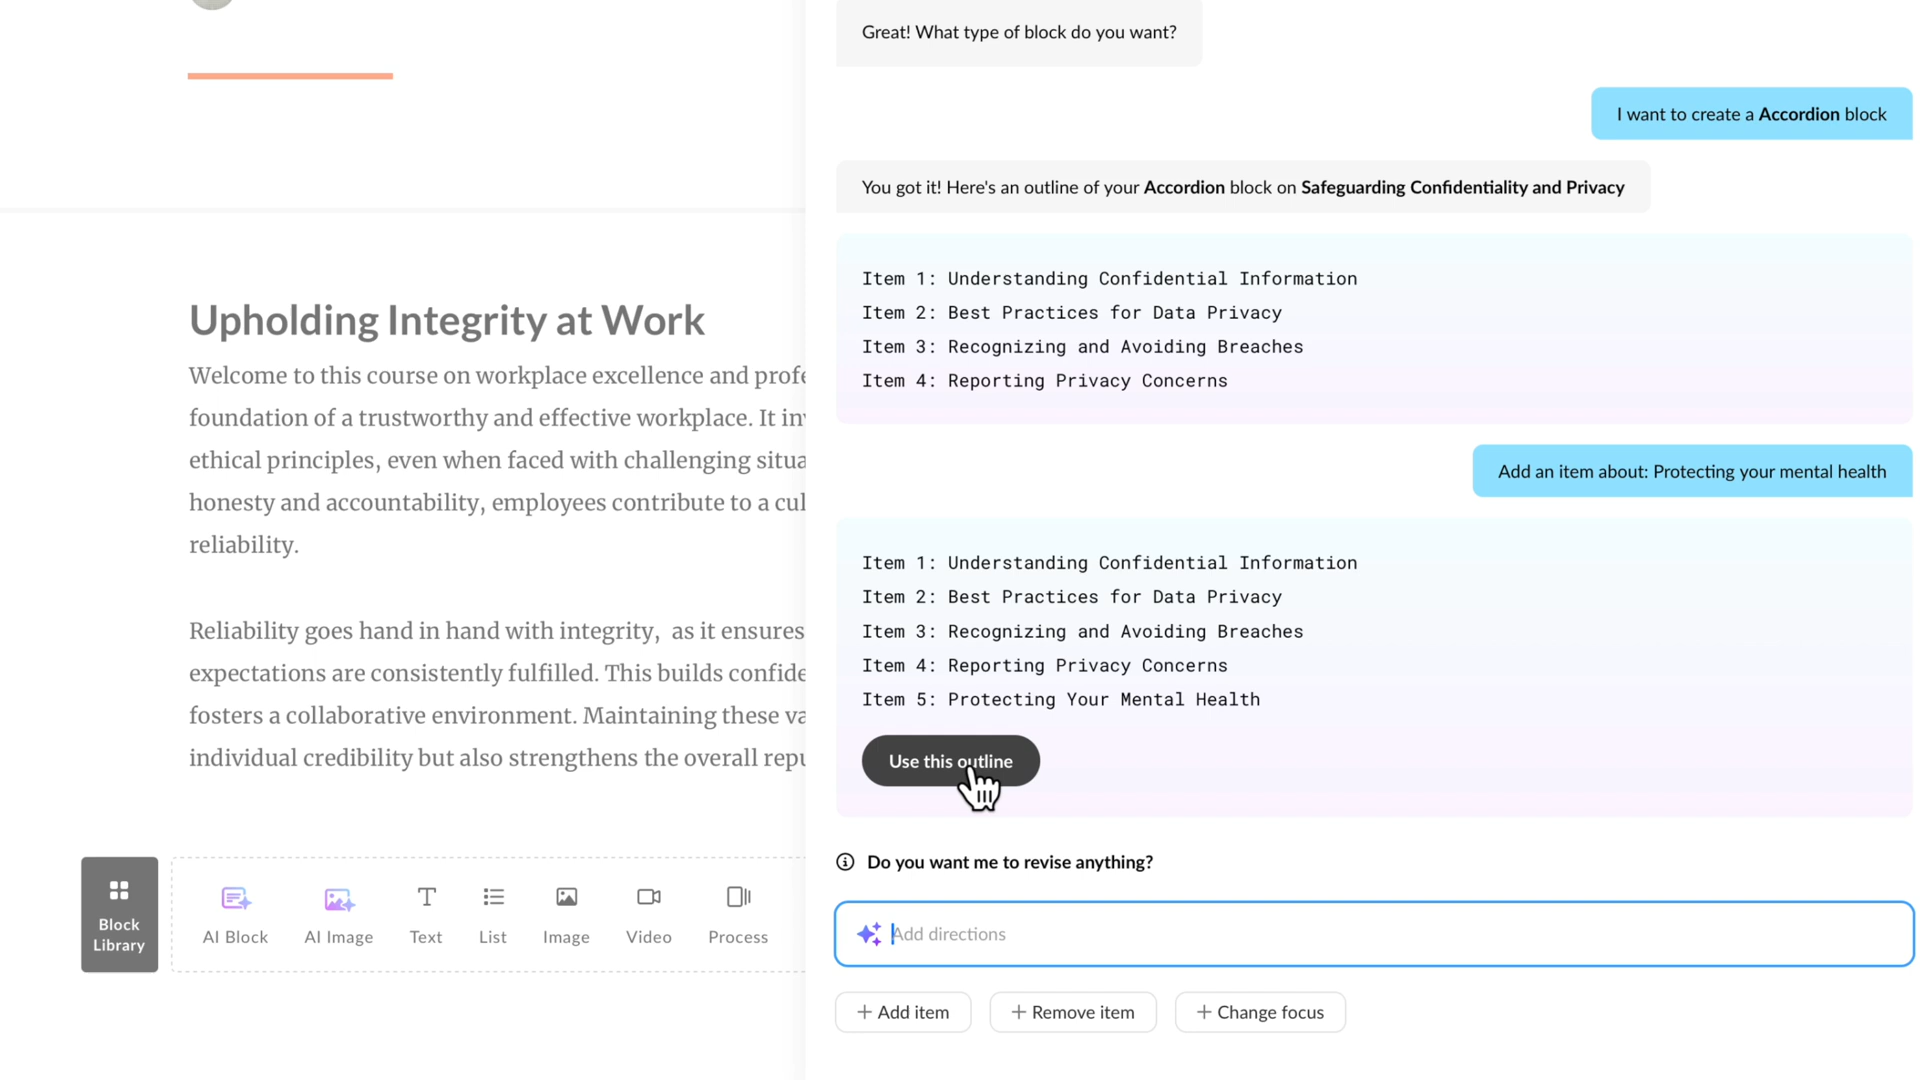 Great! What type of block do you want?
I want to create a Accordion block
You got it! Here's an outline of your Accordion block on Safeguarding Confidentiality and Privacy
Item 1: Understanding Confidential Information
Item 2: Best Practices for Data Privacy
Item 3: Recognizing and Avoiding Breaches
Item 4: Reporting Privacy Concerns
Add an item about: Protecting your mental health
Item 1: Understanding Confidential Information
Item 2: Best Practices for Data Privacy
Item 3: Recognizing and Avoiding Breaches
Item 4: Reporting Privacy Concerns
Item 5: Protecting Your Mental Health
Use this outline
Do you want me to revise anything?
Add directions
+ Add item
+ Remove item
+ Change focus
Upholding Integrity at Work
Welcome to this course on workplace excellence and
foundation of a trustworthy and effective workplace. It
ethical principles, even when faced with challenging
honesty and accountability, employees contribute to a
reliability.
Reliability goes hand in hand with integrity, as it ensures
expectations are consistently fulfilled. This builds
fosters a collaborative environment. Maintaining these
individual credibility but also strengthens the overall
Block
Library
AI Block
AI Image
Text
List
Image
Video
Process